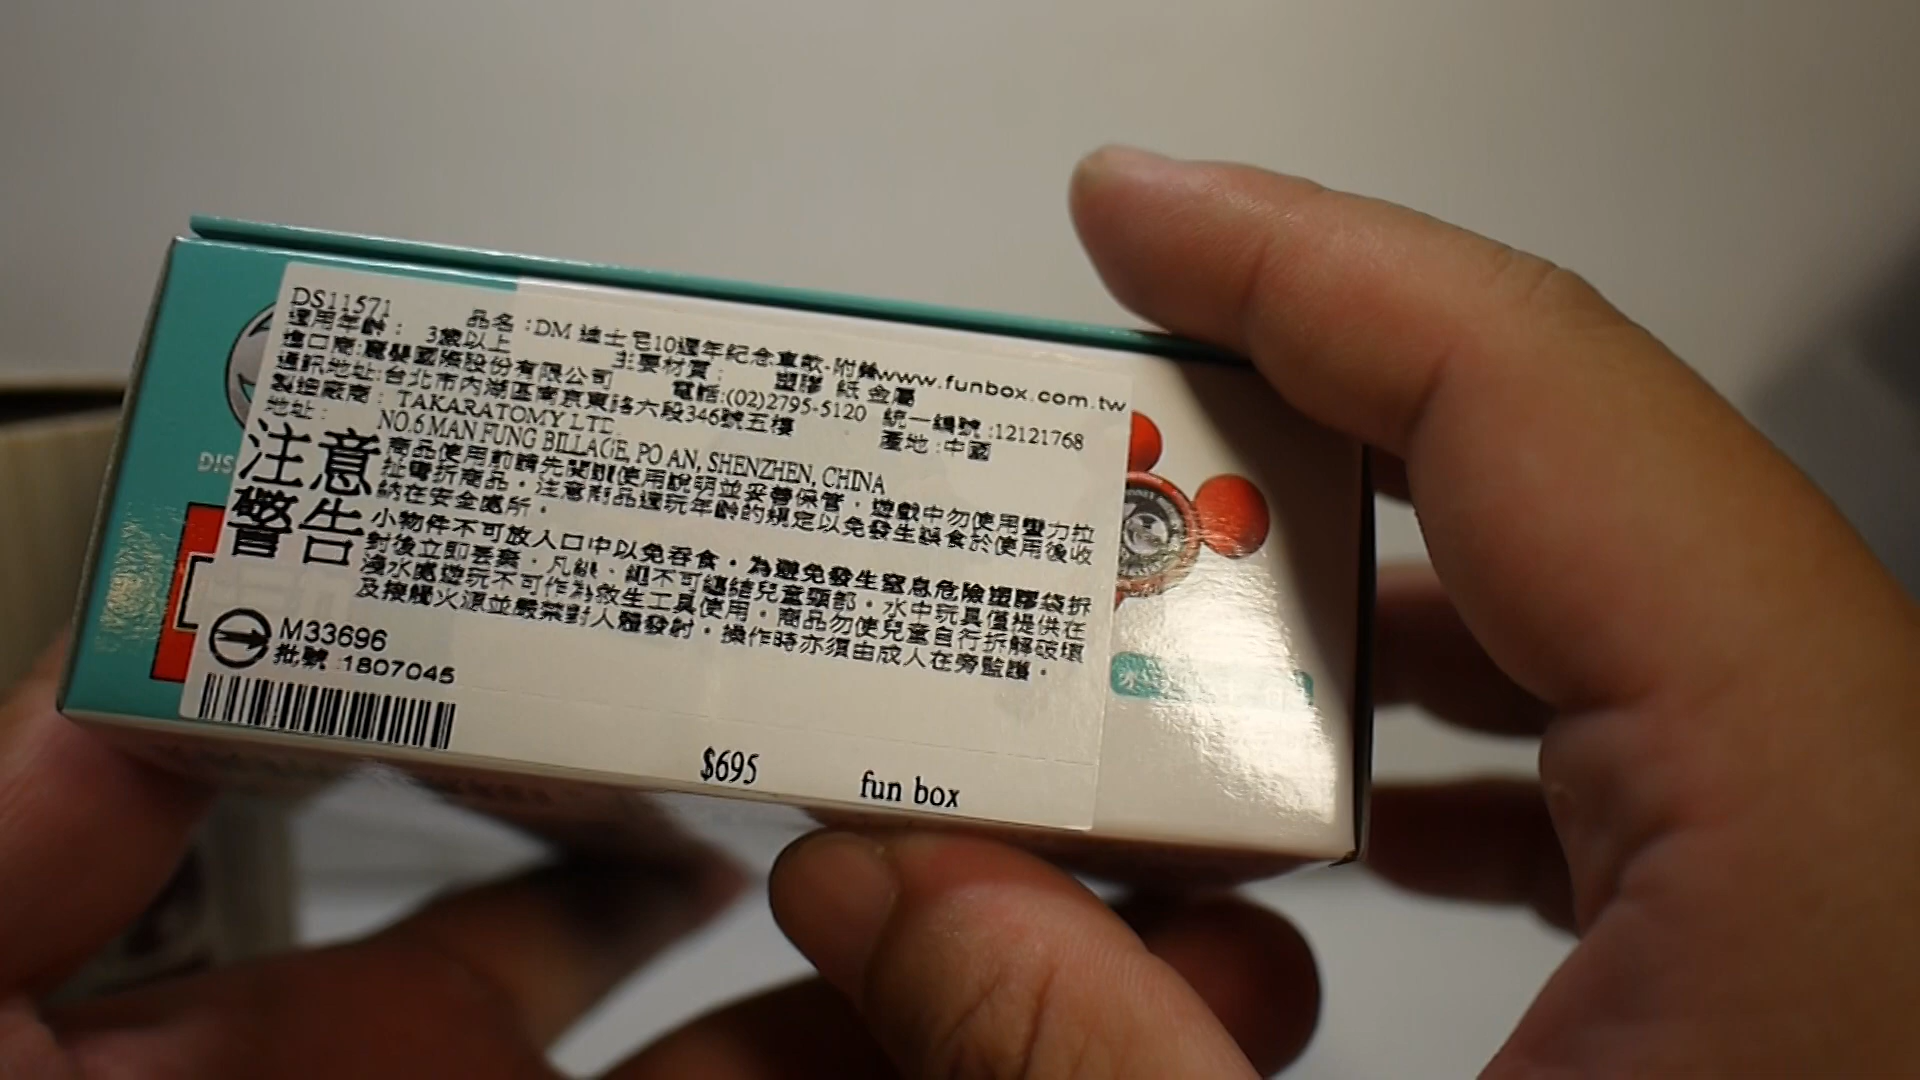 DS11571
品名：DM 迪士尼10週年紀念車款-附鈴
適用年齡： 3歲以上
主要材質： 塑膠 紙 金屬
www.funbox.com.tw
進口商:麗嬰國際股份有限公司
電話:(02)2795-5120 統一編號:12121768
通訊地址:台北市內湖區南京東路六段346號五樓
產地:中國
製造廠商： TAKARATOMY LTD.
地址： NO.6 MAN FUNG BILLAGE, PO AN, SHENZHEN, CHINA
注意
商品使用前請先閱讀使用說明並妥善保管，遊戲中勿使用蠻力拉
扯彎折商品，注意商品適玩年齡的規定以免發生誤食於使用後收
納在安全處所。
警告
小物件不可放入口中以免吞食，為避免發生窒息危險塑膠袋拆
封後立即丟棄，凡線、繩不可纏結兒童頸部，水中玩具僅提供在
淺水處遊玩不可作為救生工具使用，商品勿使兒童自行拆解破壞
及接觸火源並嚴禁對人體發射，操作時亦須由成人在旁監護。
M33696
批號:1807045
$695
fun box
DIS